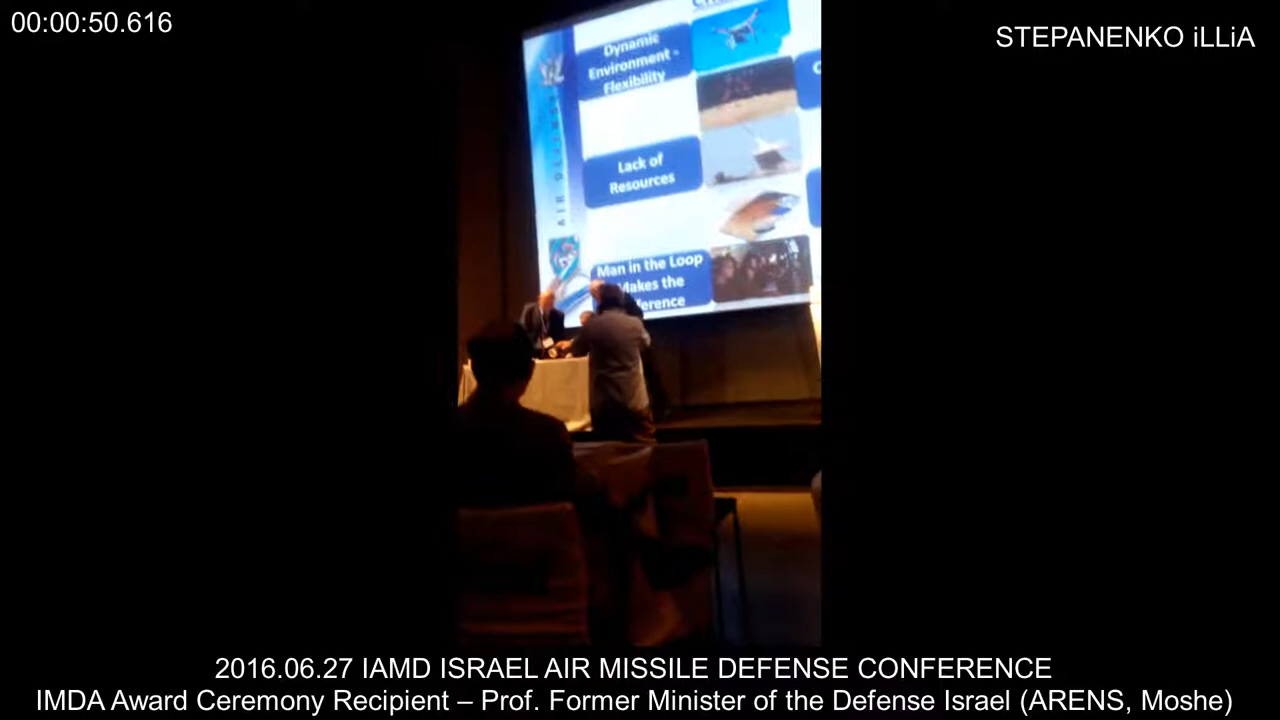 00:00:50.616
STEPANENKO iLLiA
Dynamic
Environment -
Flexibility
AIR DEFENSE
Lack of
Resources
Man in the Loop
Makes the
2016.06.27 IAMD ISRAEL AIR MISSILE DEFENSE CONFERENCE
IMDA Award Ceremony Recipient – Prof. Former Minister of the Defense Israel (ARENS, Moshe)